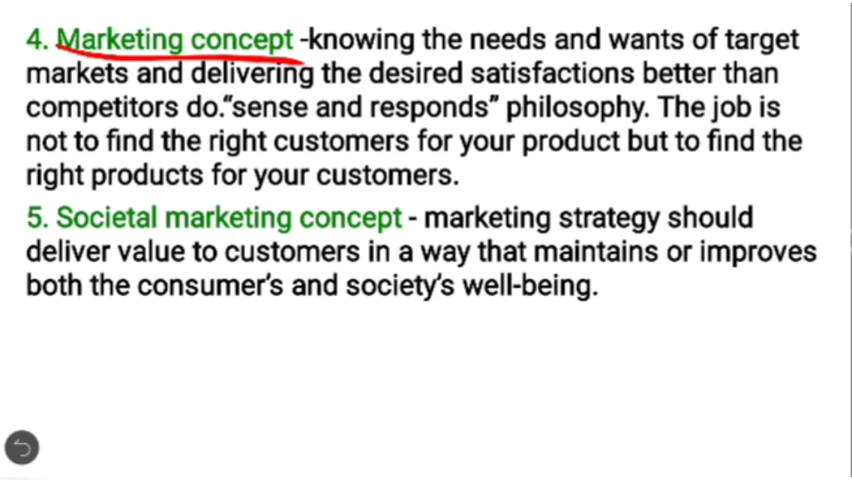 4. Marketing concept -knowing the needs and wants of target
markets and delivering the desired satisfactions better than
competitors do.“sense and responds” philosophy. The job is
not to find the right customers for your product but to find the
right products for your customers.
5. Societal marketing concept - marketing strategy should
deliver value to customers in a way that maintains or improves
both the consumer’s and society’s well-being.